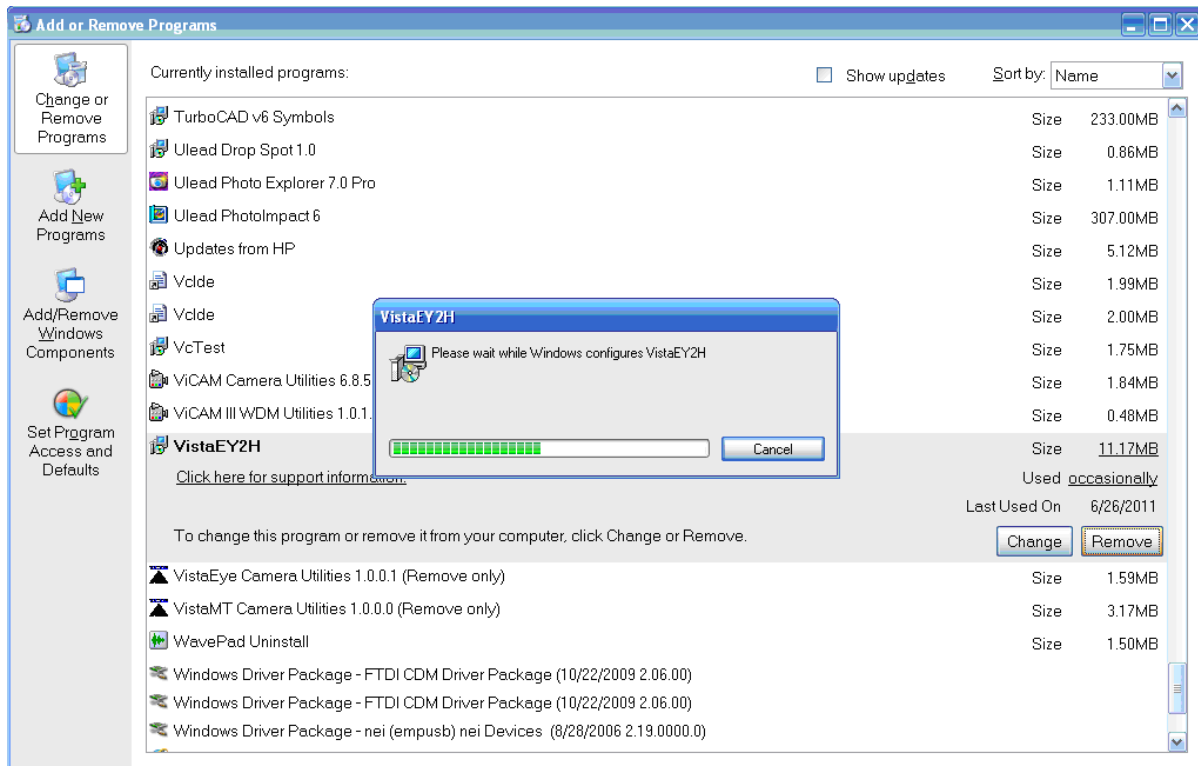 Add or Remove Programs
Change or
Remove
Programs
Add New
Programs
Add/Remove
Windows
Components
Set Program
Access and
Defaults
Currently installed programs:
Show updates
Sort by: Name
TurboCAD v6 Symbols Size 233.00MB
Ulead Drop Spot 1.0 Size 0.86MB
Ulead Photo Explorer 7.0 Pro Size 1.11MB
Ulead PhotoImpact 6 Size 307.00MB
Updates from HP Size 5.12MB
VcIde Size 1.99MB
VcIde Size 2.00MB
VcTest Size 1.75MB
ViCAM Camera Utilities 6.8.5 Size 1.84MB
ViCAM III WDM Utilities 1.0.1. Size 0.48MB
VistaEY2H
Please wait while Windows configures VistaEY2H
Cancel
VistaEY2H Size 11.17MB
Click here for support information. Used occasionally
Last Used On 6/26/2011
To change this program or remove it from your computer, click Change or Remove.
Change Remove
VistaEye Camera Utilities 1.0.0.1 (Remove only) Size 1.59MB
VistaMT Camera Utilities 1.0.0.0 (Remove only) Size 3.17MB
WavePad Uninstall Size 1.50MB
Windows Driver Package - FTDI CDM Driver Package (10/22/2009 2.06.00)
Windows Driver Package - FTDI CDM Driver Package (10/22/2009 2.06.00)
Windows Driver Package - nei (empusb) nei Devices (8/28/2006 2.19.0000.0)